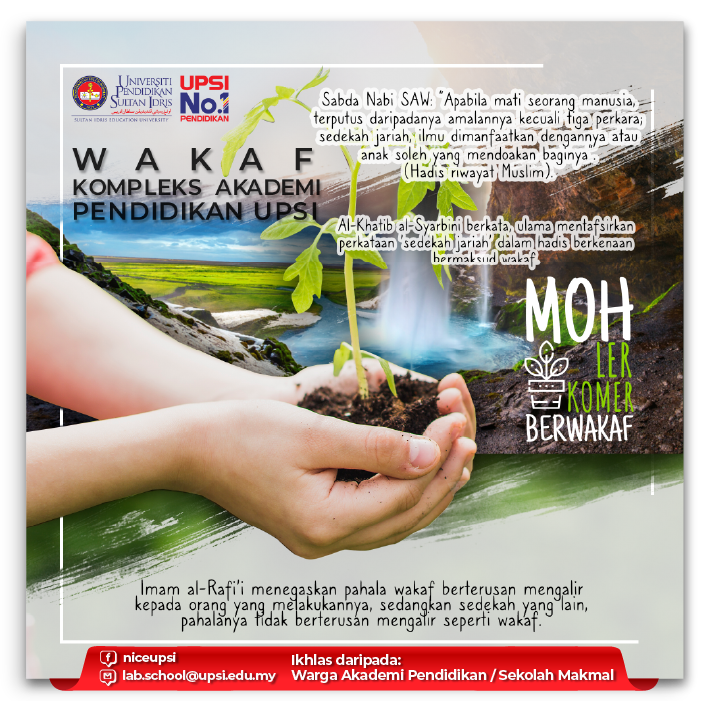 UNIVERSITI
PENDIDIKAN
SULTAN IDRIS
SULTAN IDRIS EDUCATION UNIVERSITY
UPSI
No.1
PENDIDIKAN
WAKAF
KOMPLEKS AKADEMI
PENDIDIKAN UPSI
Sabda Nabi SAW: "Apabila mati seorang manusia,
terputus daripadanya amalannya kecuali tiga perkara;
sedekah jariah, ilmu dimanfaatkan dengannya atau
anak soleh yang mendoakan baginya".
(Hadis riwayat Muslim).
Al-Khatib al-Syarbini berkata, ulama mentafsirkan
perkataan 'sedekah jariah' dalam hadis berkenaan
bermaksud wakaf.
MOH
LER
KOMER
BERWAKAF
Imam al-Rafi'i menegaskan pahala wakaf berterusan mengalir
kepada orang yang melakukannya, sedangkan sedekah yang lain,
pahalanya tidak berterusan mengalir seperti wakaf.
niceupsi
lab.school@upsi.edu.my
Ikhlas daripada:
Warga Akademi Pendidikan / Sekolah Makmal